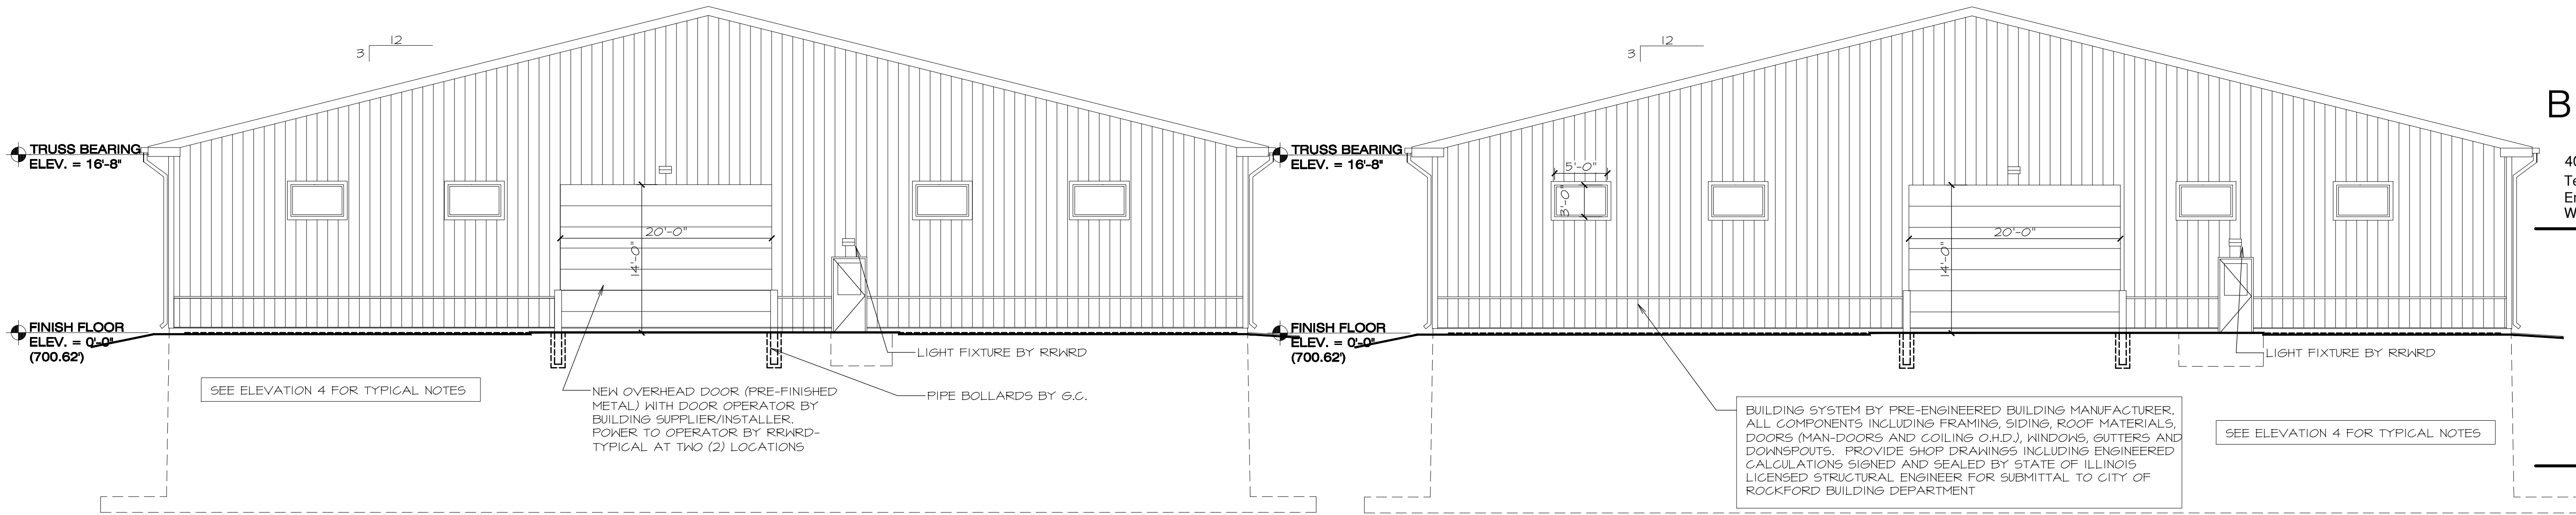 12
3
TRUSS BEARING
ELEV. = 16'-8"
20'-0"
14'-0"
FINISH FLOOR
ELEV. = 0'-0"
(700.62')
LIGHT FIXTURE BY RRWRD
SEE ELEVATION 4 FOR TYPICAL NOTES
NEW OVERHEAD DOOR (PRE-FINISHED
METAL) WITH DOOR OPERATOR BY
BUILDING SUPPLIER/INSTALLER.
POWER TO OPERATOR BY RRWRD-
TYPICAL AT TWO (2) LOCATIONS
PIPE BOLLARDS BY G.C.
12
3
TRUSS BEARING
ELEV. = 16'-8"
5'-0"
3'-0"
20'-0"
14'-0"
FINISH FLOOR
ELEV. = 0'-0"
(700.62')
LIGHT FIXTURE BY RRWRD
BUILDING SYSTEM BY PRE-ENGINEERED BUILDING MANUFACTURER.
ALL COMPONENTS INCLUDING FRAMING, SIDING, ROOF MATERIALS,
DOORS (MAN-DOORS AND COILING O.H.D.), WINDOWS, GUTTERS AND
DOWNSPOUTS. PROVIDE SHOP DRAWINGS INCLUDING ENGINEERED
CALCULATIONS SIGNED AND SEALED BY STATE OF ILLINOIS
LICENSED STRUCTURAL ENGINEER FOR SUBMITTAL TO CITY OF
ROCKFORD BUILDING DEPARTMENT
SEE ELEVATION 4 FOR TYPICAL NOTES
B
40
Te